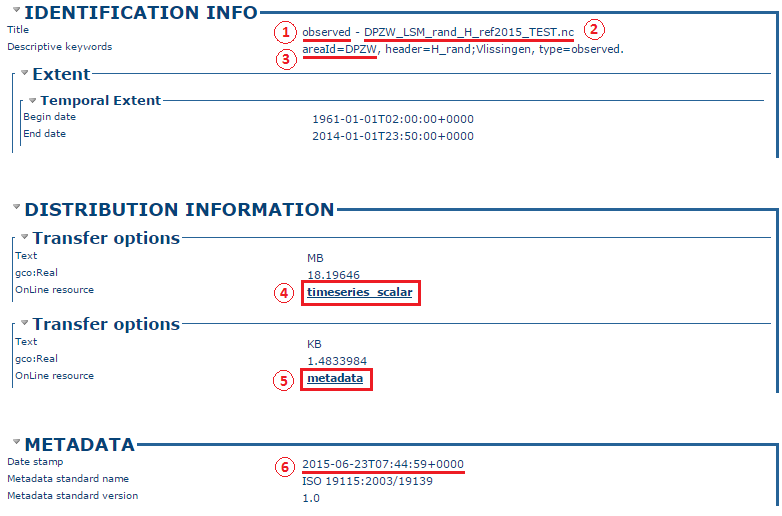 IDENTIFICATION INFO
Title 1 observed - DPZW_LSM_rand_H_ref2015_TEST.nc 2
Descriptive keywords 3 areaId=DPZW, header=H_rand;Vlissingen, type=observed.
Extent
Temporal Extent
Begin date 1961-01-01T02:00:00+0000
End date 2014-01-01T23:50:00+0000
DISTRIBUTION INFORMATION
Transfer options
Text MB
gco:Real 18.19646
OnLine resource 4 timeseries_scalar
Transfer options
Text KB
gco:Real 1.4833984
OnLine resource 5 metadata
METADATA
Date stamp 6 2015-06-23T07:44:59+0000
Metadata standard name ISO 19115:2003/19139
Metadata standard version 1.0